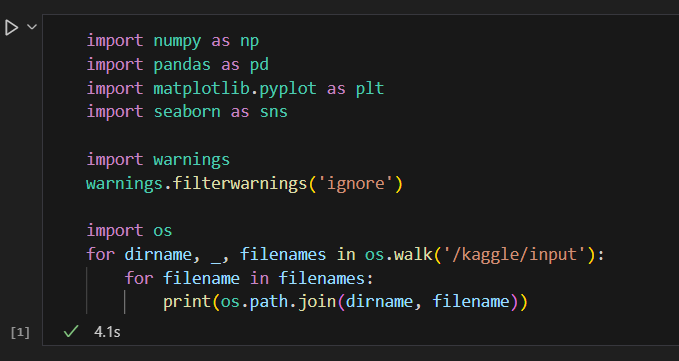 import numpy as np
import pandas as pd
import matplotlib.pyplot as plt
import seaborn as sns
import warnings
warnings.filterwarnings('ignore')
import os
for dirname, _, filenames in os.walk('/kaggle/input'):
    for filename in filenames:
        print(os.path.join(dirname, filename))
[1] ✓ 4.1s